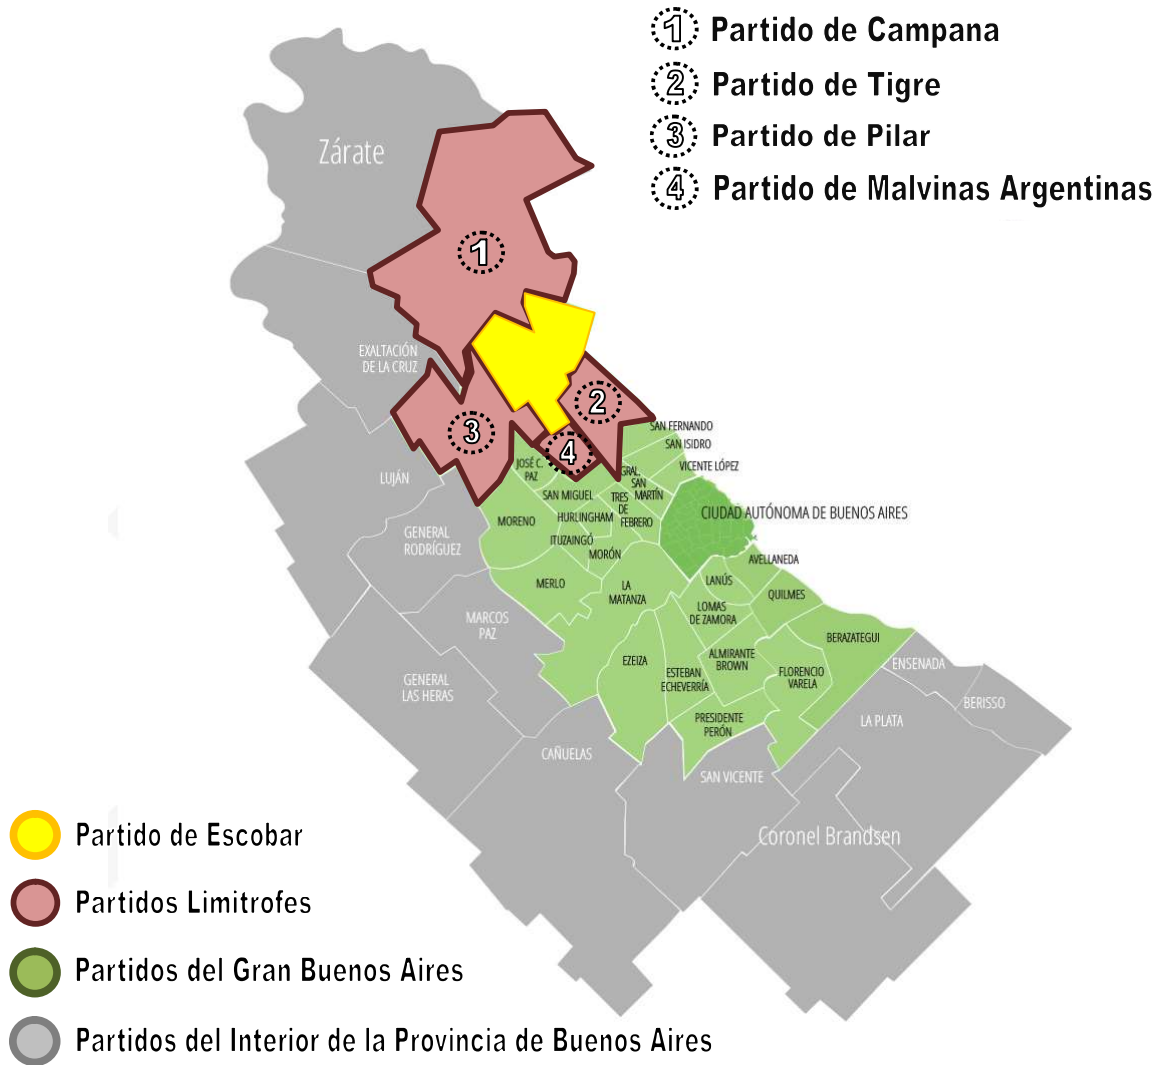 1 Partido de Campana
2 Partido de Tigre
3 Partido de Pilar
4 Partido de Malvinas Argentinas
Zárate
1
EXALTACIÓN
DE LA CRUZ
2
3
4
SAN FERNANDO
SAN ISIDRO
VICENTE LÓPEZ
JOSÉ C.
PAZ
GRAL.
SAN
MARTÍN
LUJÁN
SAN MIGUEL
TRES
DE
FEBRERO
HURLINGHAM
MORENO
CIUDAD AUTÓNOMA DE BUENOS AIRES
GENERAL
RODRÍGUEZ
ITUZAINGÓ
MORÓN
AVELLANEDA
MERLO
LA
MATANZA
LANÚS
QUILMES
LOMAS
DE ZAMORA
MARCOS
PAZ
BERAZATEGUI
EZEIZA
ESTEBAN
ECHEVERRÍA
ALMIRANTE
BROWN
FLORENCIO
VARELA
ENSENADA
GENERAL
LAS HERAS
BERISSO
PRESIDENTE
PERÓN
LA PLATA
CAÑUELAS
SAN VICENTE
Coronel Brandsen
Partido de Escobar
Partidos Limitrofes
Partidos del Gran Buenos Aires
Partidos del Interior de la Provincia de Buenos Aires